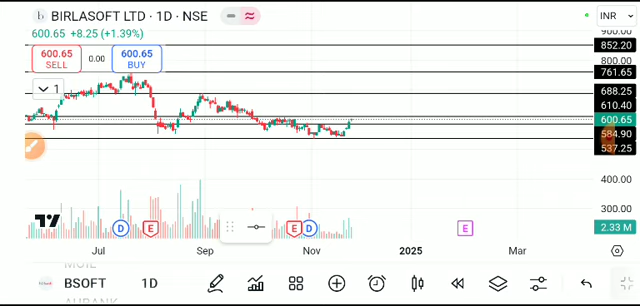 BIRLASOFT LTD · 1D · NSE
INR
600.65 +8.25 (+1.39%)
900.00
852.20
600.65
SELL
0.00
600.65
BUY
800.00
761.65
1
688.25
610.40
600.65
584.90
537.25
400.00
300.00
2.33 M
D
E
E
D
E
Jul
Sep
Nov
2025
Mar
MGIL
BSOFT
1D
AUBANK